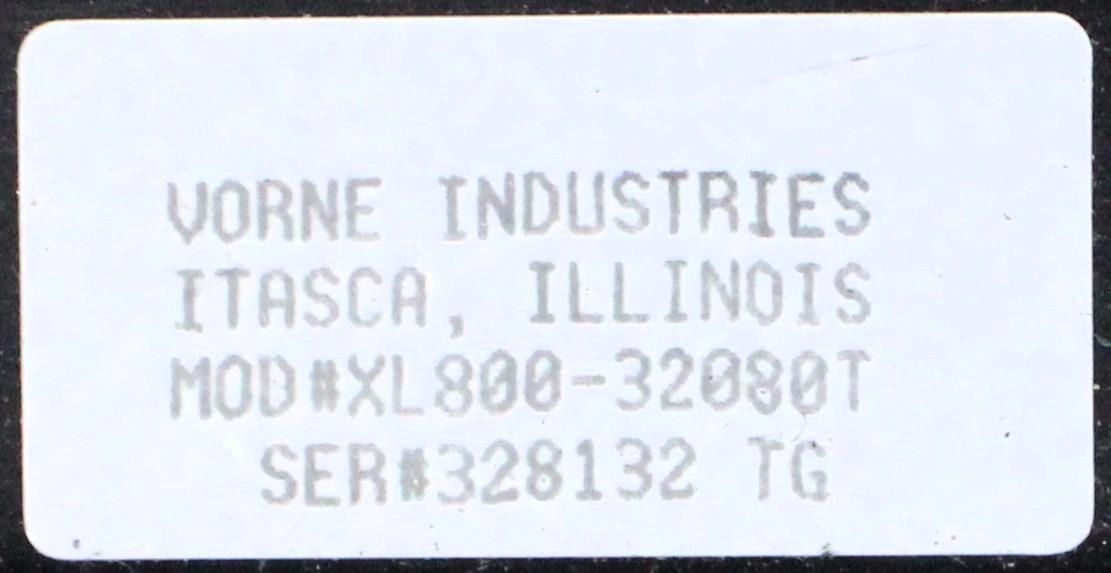 VORNE INDUSTRIES
ITASCA, ILLINOIS
MOD#XL800-32080T
SER#328132 TG